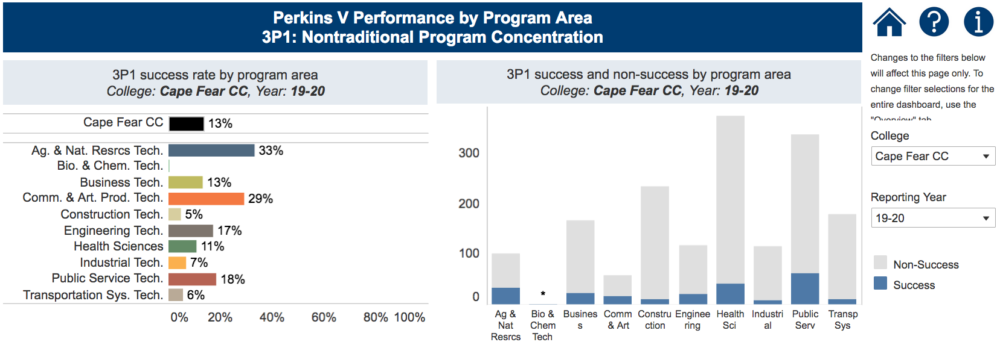 Perkins V Performance by Program Area
3P1: Nontraditional Program Concentration
3P1 success rate by program area
College: Cape Fear CC, Year: 19-20
Cape Fear CC 13%
Ag. & Nat. Resrcs Tech. 33%
Bio. & Chem. Tech.
Business Tech. 13%
Comm. & Art. Prod. Tech. 29%
Construction Tech. 5%
Engineering Tech. 17%
Health Sciences 11%
Industrial Tech. 7%
Public Service Tech. 18%
Transportation Sys. Tech. 6%
0% 20% 40% 60% 80% 100%
3P1 success and non-success by program area
College: Cape Fear CC, Year: 19-20
300
200
100
0
*
Ag & Bio & Busines Comm Constru Enginee Health Industri Public Transp
Nat Chem s & Art ction ring Sci al Serv Sys
Resrcs Tech
?
i
Changes to the filters below
will affect this page only. To
change filter selections for the
entire dashboard, use the
"Overview" tab
College
Cape Fear CC
Reporting Year
19-20
Non-Success
Success